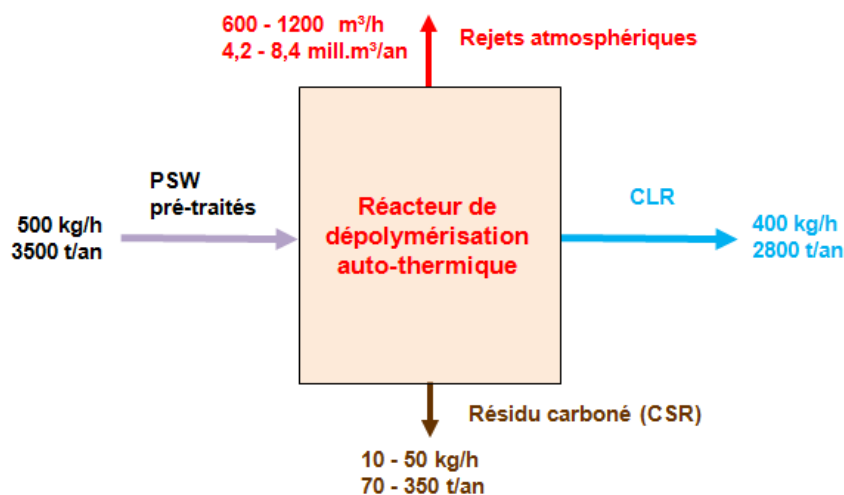 600 - 1200 m³/h
4,2 - 8,4 mill.m³/an
Rejets atmosphériques
PSW
pré-traités
500 kg/h
3500 t/an
Réacteur de
dépolymérisation
auto-thermique
CLR
400 kg/h
2800 t/an
Résidu carboné (CSR)
10 - 50 kg/h
70 - 350 t/an